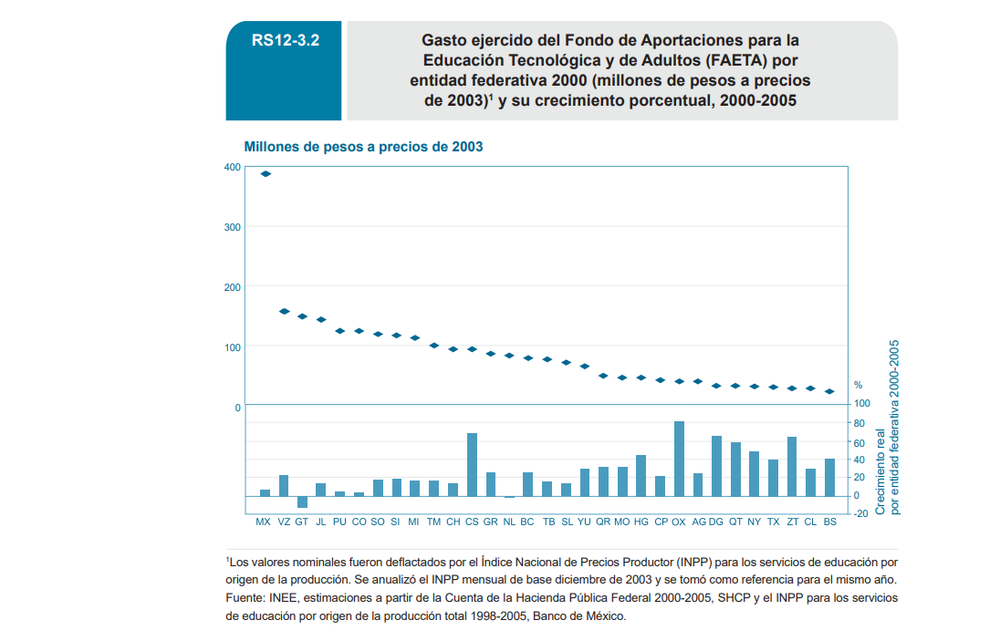 RS12-3.2
Gasto ejercido del Fondo de Aportaciones para la
Educación Tecnológica y de Adultos (FAETA) por
entidad federativa 2000 (millones de pesos a precios
de 2003)¹ y su crecimiento porcentual, 2000-2005
Millones de pesos a precios de 2003
400
300
200
100
0
%
100
80
60
40
20
0
-20
Crecimiento real
por entidad federativa 2000-2005
MX VZ GT JL PU CO SO SI MI TM CH CS GR NL BC TB SL YU QR MO HG CP OX AG DG QT NY TX ZT CL BS
¹Los valores nominales fueron deflactados por el Índice Nacional de Precios Productor (INPP) para los servicios de educación por
origen de la producción. Se anualizó el INPP mensual de base diciembre de 2003 y se tomó como referencia para el mismo año.
Fuente: INEE, estimaciones a partir de la Cuenta de la Hacienda Pública Federal 2000-2005, SHCP y el INPP para los servicios
de educación por origen de la producción total 1998-2005, Banco de México.